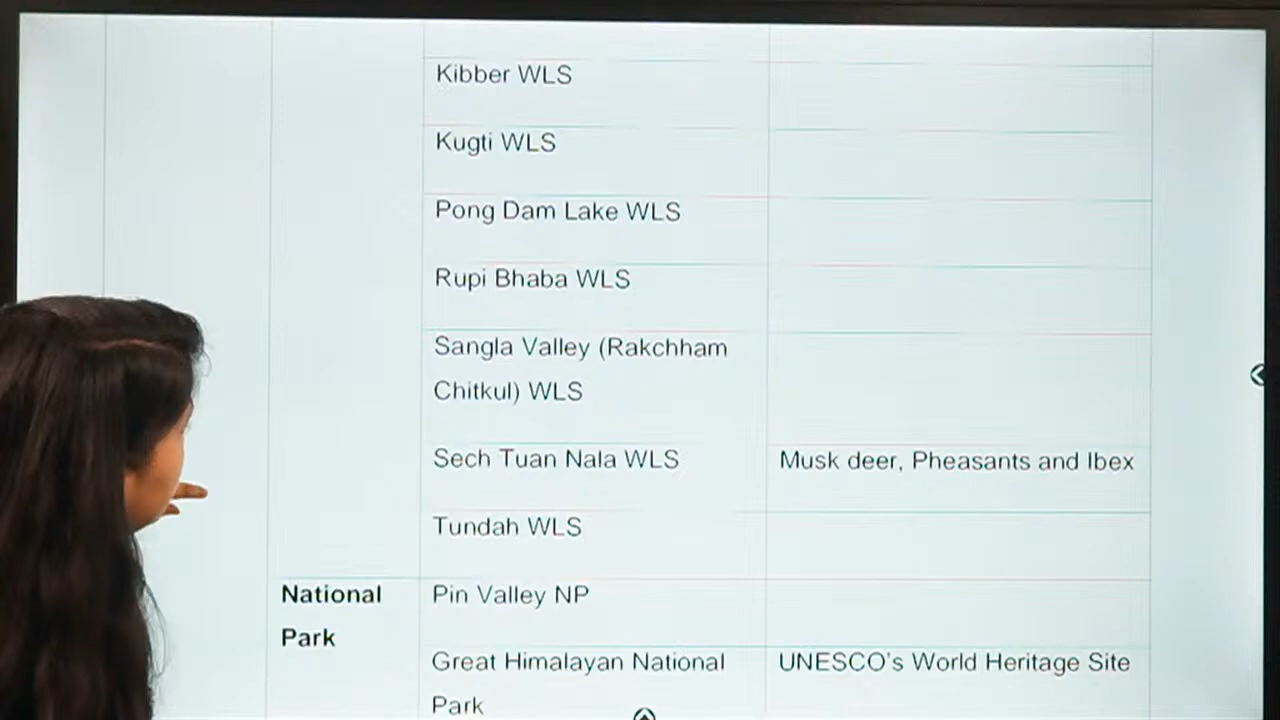 Kibber WLS
Kugti WLS
Pong Dam Lake WLS
Rupi Bhaba WLS
Sangla Valley (Rakchham
Chitkul) WLS
Sech Tuan Nala WLS
Musk deer, Pheasants and Ibex
Tundah WLS
National
Park
Pin Valley NP
Great Himalayan National
Park
UNESCO's World Heritage Site